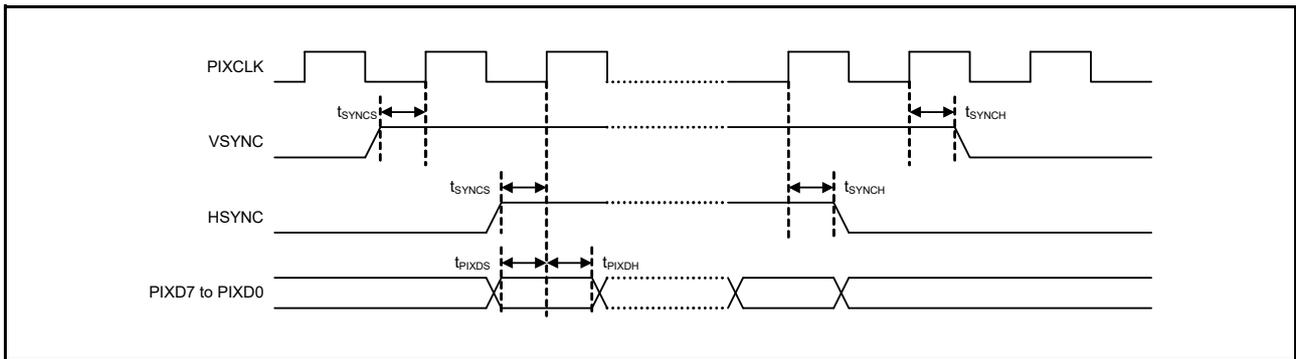 PIXCLK
tSYNCS
tSYNCH
VSYNC
tSYNCS
tSYNCH
HSYNC
tPIXDS
tPIXDH
PIXD7 to PIXD0